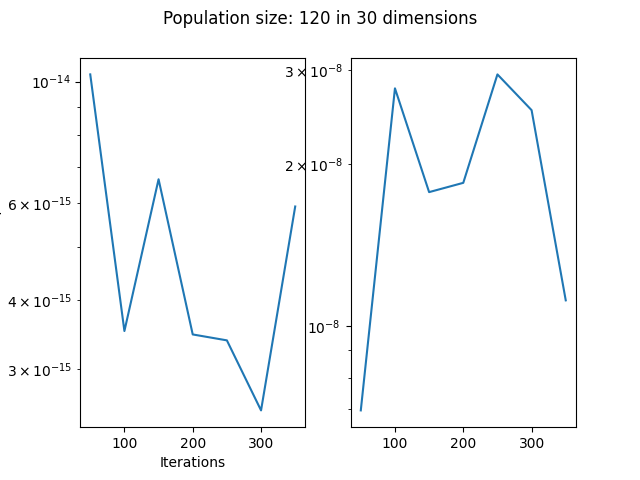 Population size: 120 in 30 dimensions
10⁻¹⁴
6 × 10⁻¹⁵
4 × 10⁻¹⁵
3 × 10⁻¹⁵
100 200 300
Iterations
3 × 10⁻⁸
2 × 10⁻⁸
10⁻⁸
100 200 300